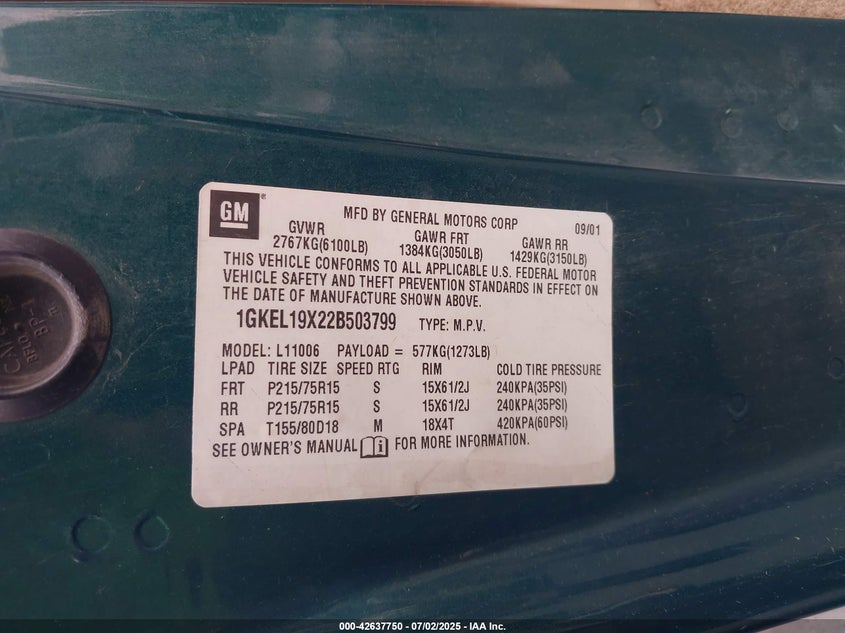 GM®
MFD BY GENERAL MOTORS CORP 09/01
GVWR GAWR FRT GAWR RR
2767KG(6100LB) 1384KG(3050LB) 1429KG(3150LB)
THIS VEHICLE CONFORMS TO ALL APPLICABLE U.S. FEDERAL MOTOR
VEHICLE SAFETY AND THEFT PREVENTION STANDARDS IN EFFECT ON
THE DATE OF MANUFACTURE SHOWN ABOVE.
1GKEL19X22B503799 TYPE: M.P.V.
MODEL: L11006 PAYLOAD = 577KG(1273LB)
LPAD TIRE SIZE SPEED RTG RIM COLD TIRE PRESSURE
FRT P215/75R15 S 15X61/2J 240KPA(35PSI)
RR P215/75R15 S 15X61/2J 240KPA(35PSI)
SPA T155/80D18 M 18X4T 420KPA(60PSI)
SEE OWNER'S MANUAL i FOR MORE INFORMATION.
000-42637750 - 07/02/2025 - IAA Inc.